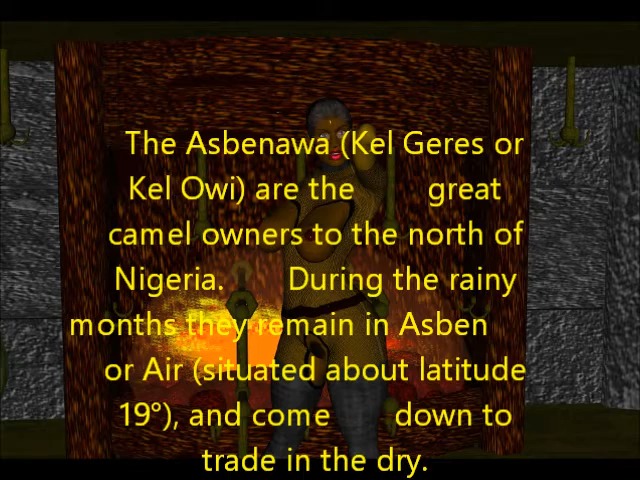 The Asbenawa (Kel Geres or
Kel Owi) are the great
camel owners to the north of
Nigeria. During the rainy
months they remain in Asben
or Air (situated about latitude
19°), and come down to
trade in the dry.